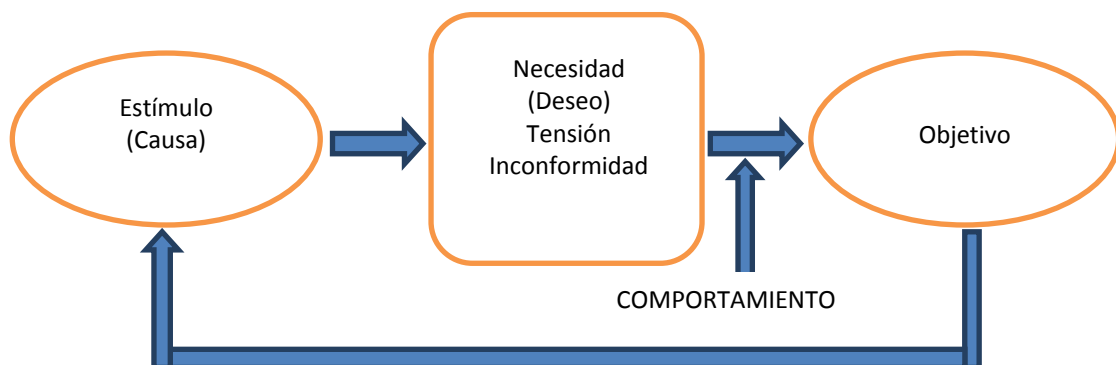 Estímulo
(Causa)
Necesidad
(Deseo)
Tensión
Inconformidad
Objetivo
COMPORTAMIENTO